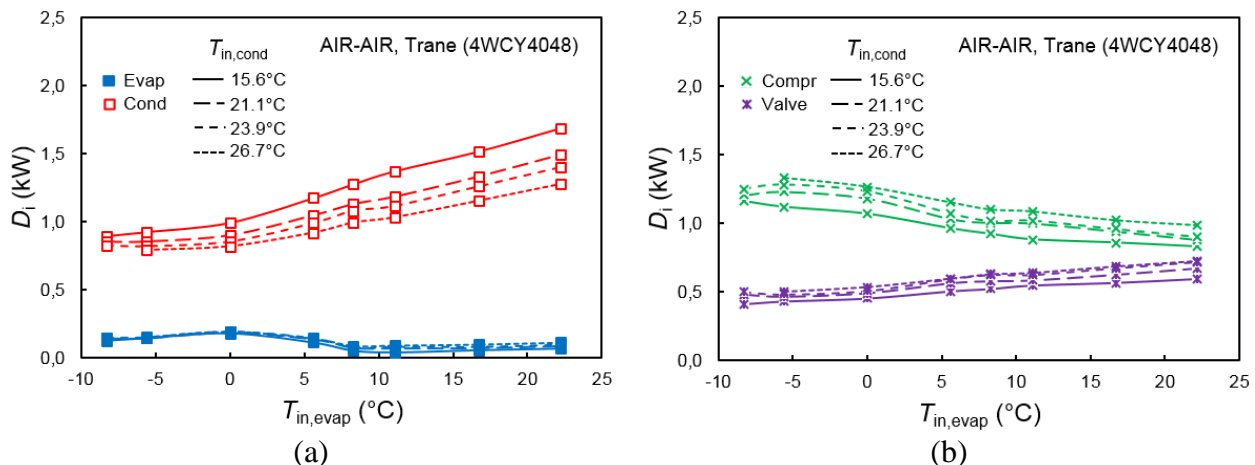 2,5
2,0
1,5
1,0
0,5
0,0
D_i (kW)
T_in,cond
AIR-AIR, Trane (4WCY4048)
Evap
Cond
15.6°C
21.1°C
23.9°C
26.7°C
-10 -5 0 5 10 15 20 25
T_in,evap (°C)
(a)
2,5
2,0
1,5
1,0
0,5
0,0
D_i (kW)
T_in,cond
AIR-AIR, Trane (4WCY4048)
Compr
Valve
15.6°C
21.1°C
23.9°C
26.7°C
-10 -5 0 5 10 15 20 25
T_in,evap (°C)
(b)